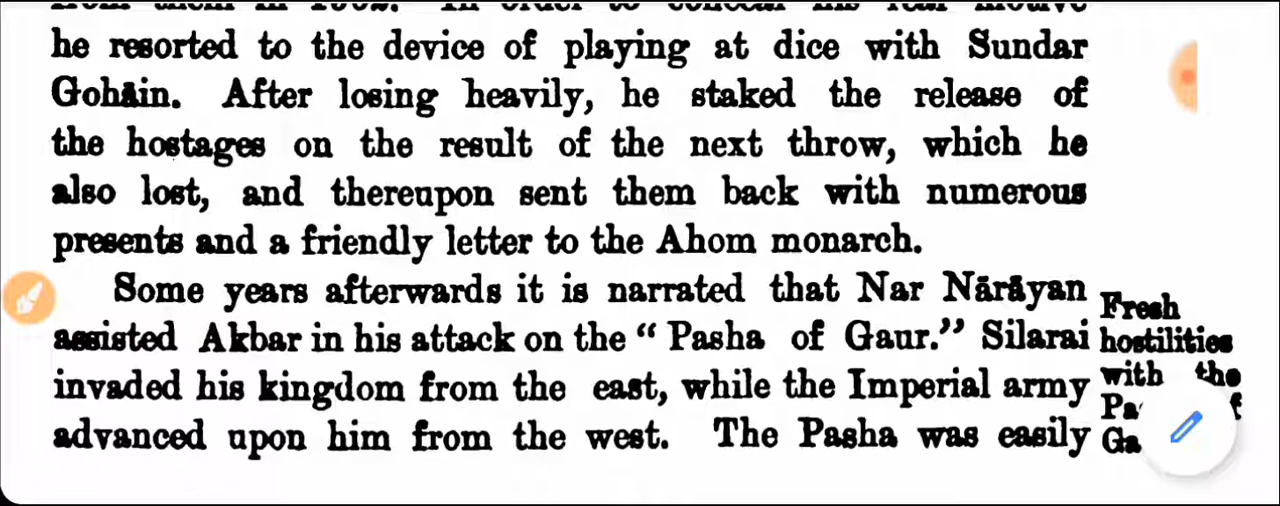 he resorted to the device of playing at dice with Sundar
Gohāin. After losing heavily, he staked the release of
the hostages on the result of the next throw, which he
also lost, and thereupon sent them back with numerous
presents and a friendly letter to the Ahom monarch.
Some years afterwards it is narrated that Nar Nārāyan
assisted Akbar in his attack on the “ Pasha of Gaur.” Silarai
invaded his kingdom from the east, while the Imperial army
advanced upon him from the west. The Pasha was easily
Fresh
hostilities
with the